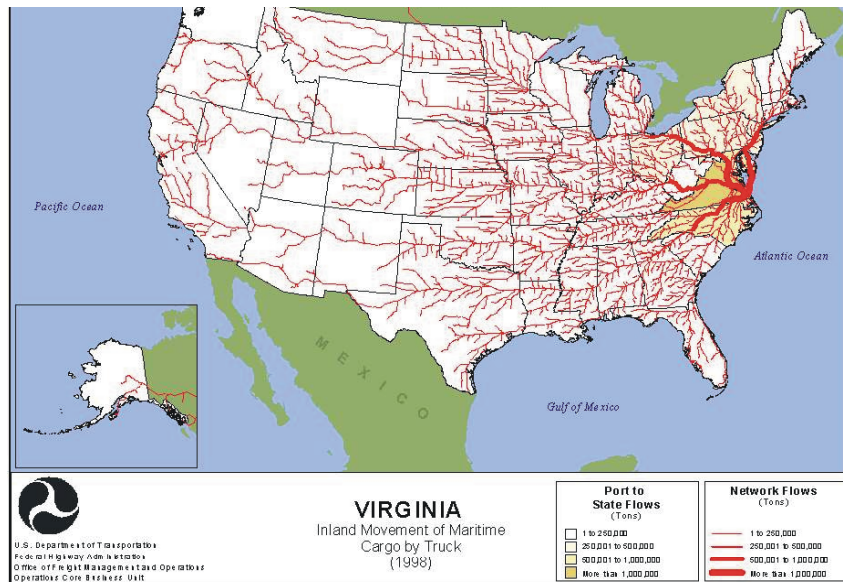 Pacific Ocean
Atlantic Ocean
MEXICO
Gulf of Mexico
U.S. Department of Transportation
Federal Highway Administration
Office of Freight Management and Operations
Operations Core Business Unit
VIRGINIA
Inland Movement of Maritime
Cargo by Truck
(1998)
Port to
State Flows
(Tons)
1 to 250,000
250,001 to 500,000
500,001 to 1,000,000
More than 1,000,000
Network Flows
(Tons)
1 to 250,000
250,001 to 500,000
500,001 to 1,000,000
More than 1,000,000